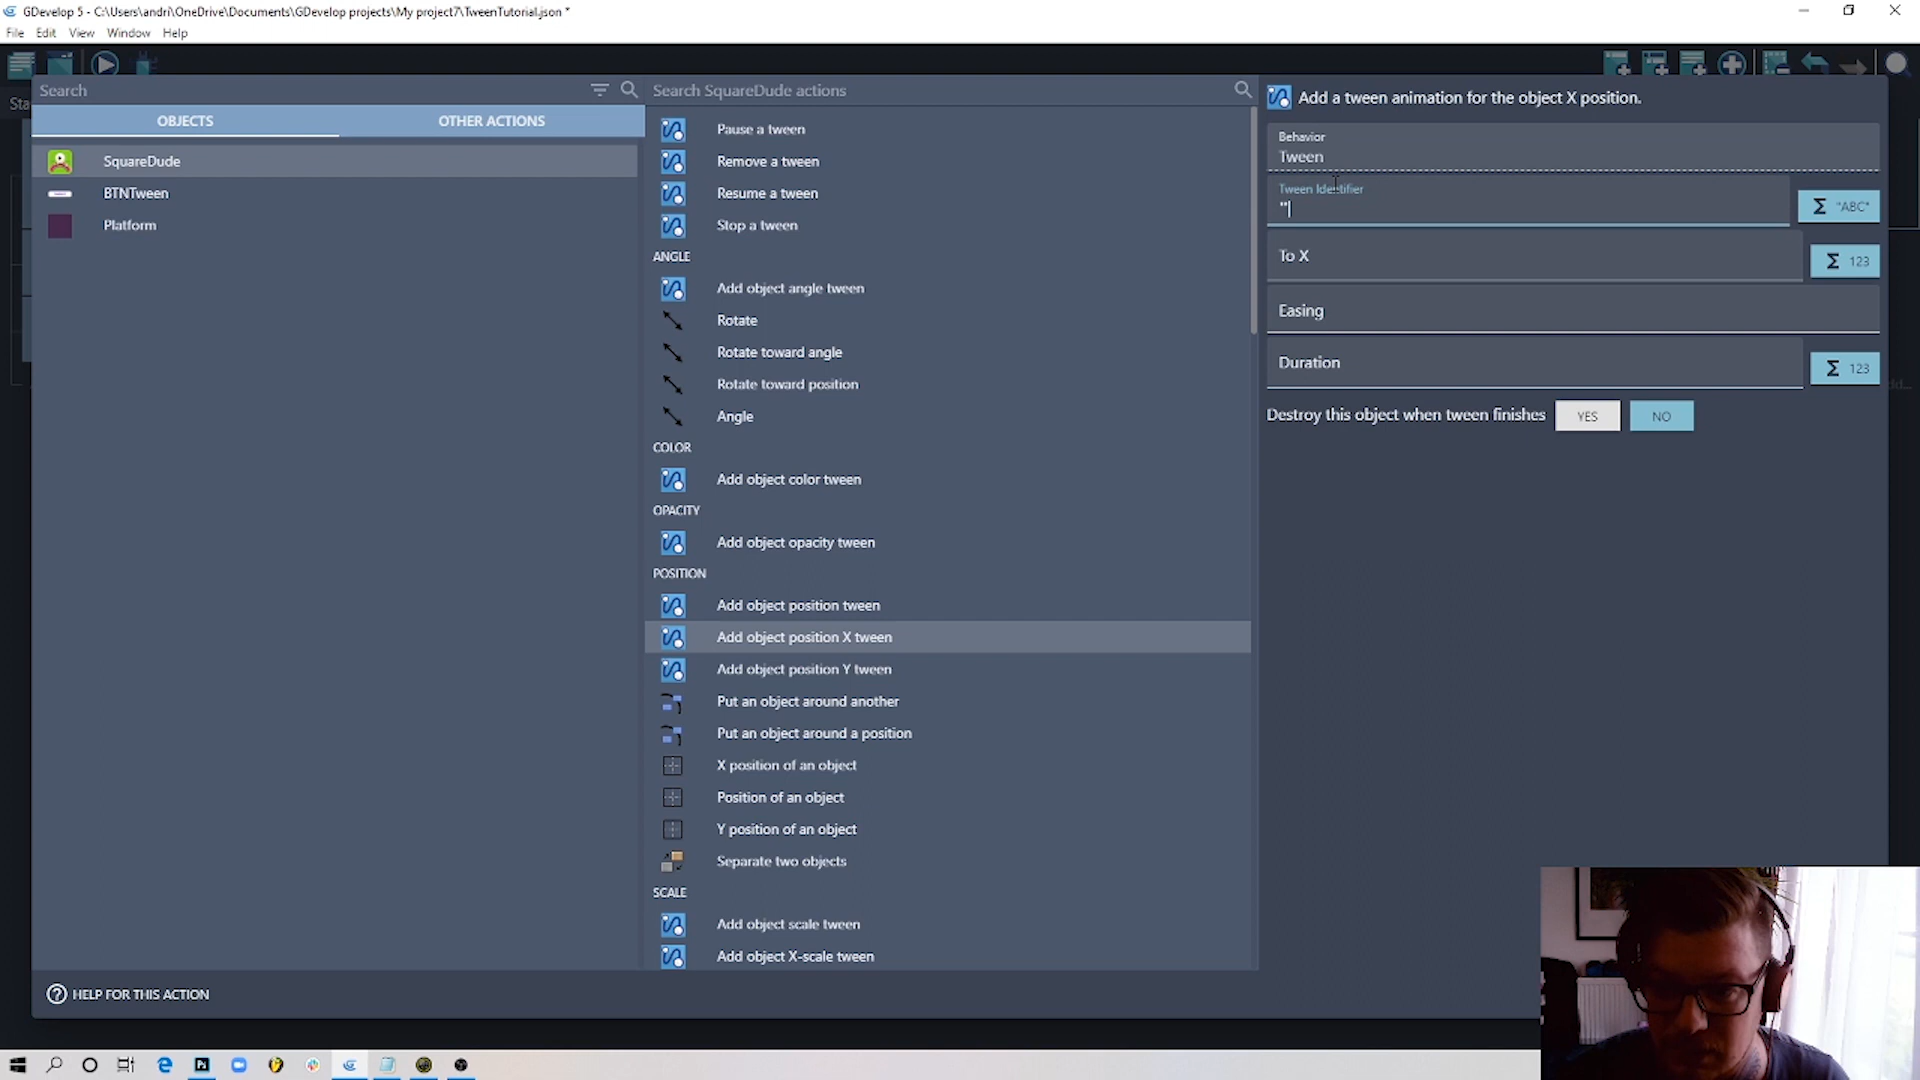 GDevelop 5 - C:\Users\andri\OneDrive\Documents\GDevelop projects\My project7\TweenTutorial.json *
File Edit View Window Help
Sta
Search
Search SquareDude actions
Add a tween animation for the object X position.
OBJECTS
OTHER ACTIONS
SquareDude
BTNTween
Platform
Pause a tween
Remove a tween
Resume a tween
Stop a tween
ANGLE
Add object angle tween
Rotate
Rotate toward angle
Rotate toward position
Angle
COLOR
Add object color tween
OPACITY
Add object opacity tween
POSITION
Add object position tween
Add object position X tween
Add object position Y tween
Put an object around another
Put an object around a position
X position of an object
Position of an object
Y position of an object
Separate two objects
SCALE
Add object scale tween
Add object X-scale tween
Behavior
Tween
Tween Identifier
"
Σ "ABC"
To X
Σ 123
Easing
Duration
Σ 123
Destroy this object when tween finishes YES NO
HELP FOR THIS ACTION